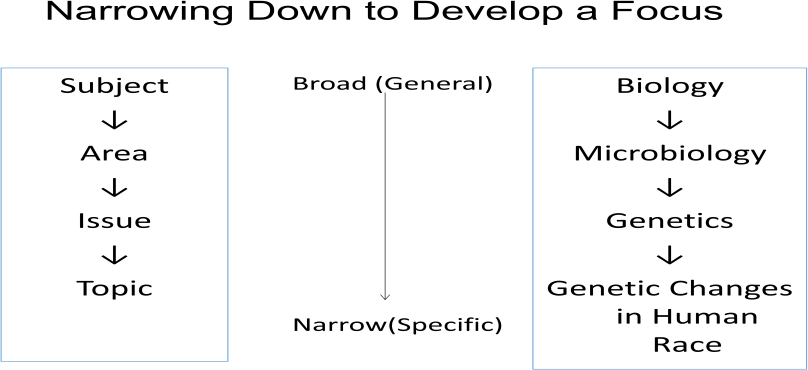 Narrowing Down to Develop a Focus
Subject
↓
Area
↓
Issue
↓
Topic
Broad (General)
Narrow(Specific)
Biology
↓
Microbiology
↓
Genetics
↓
Genetic Changes
in Human
Race